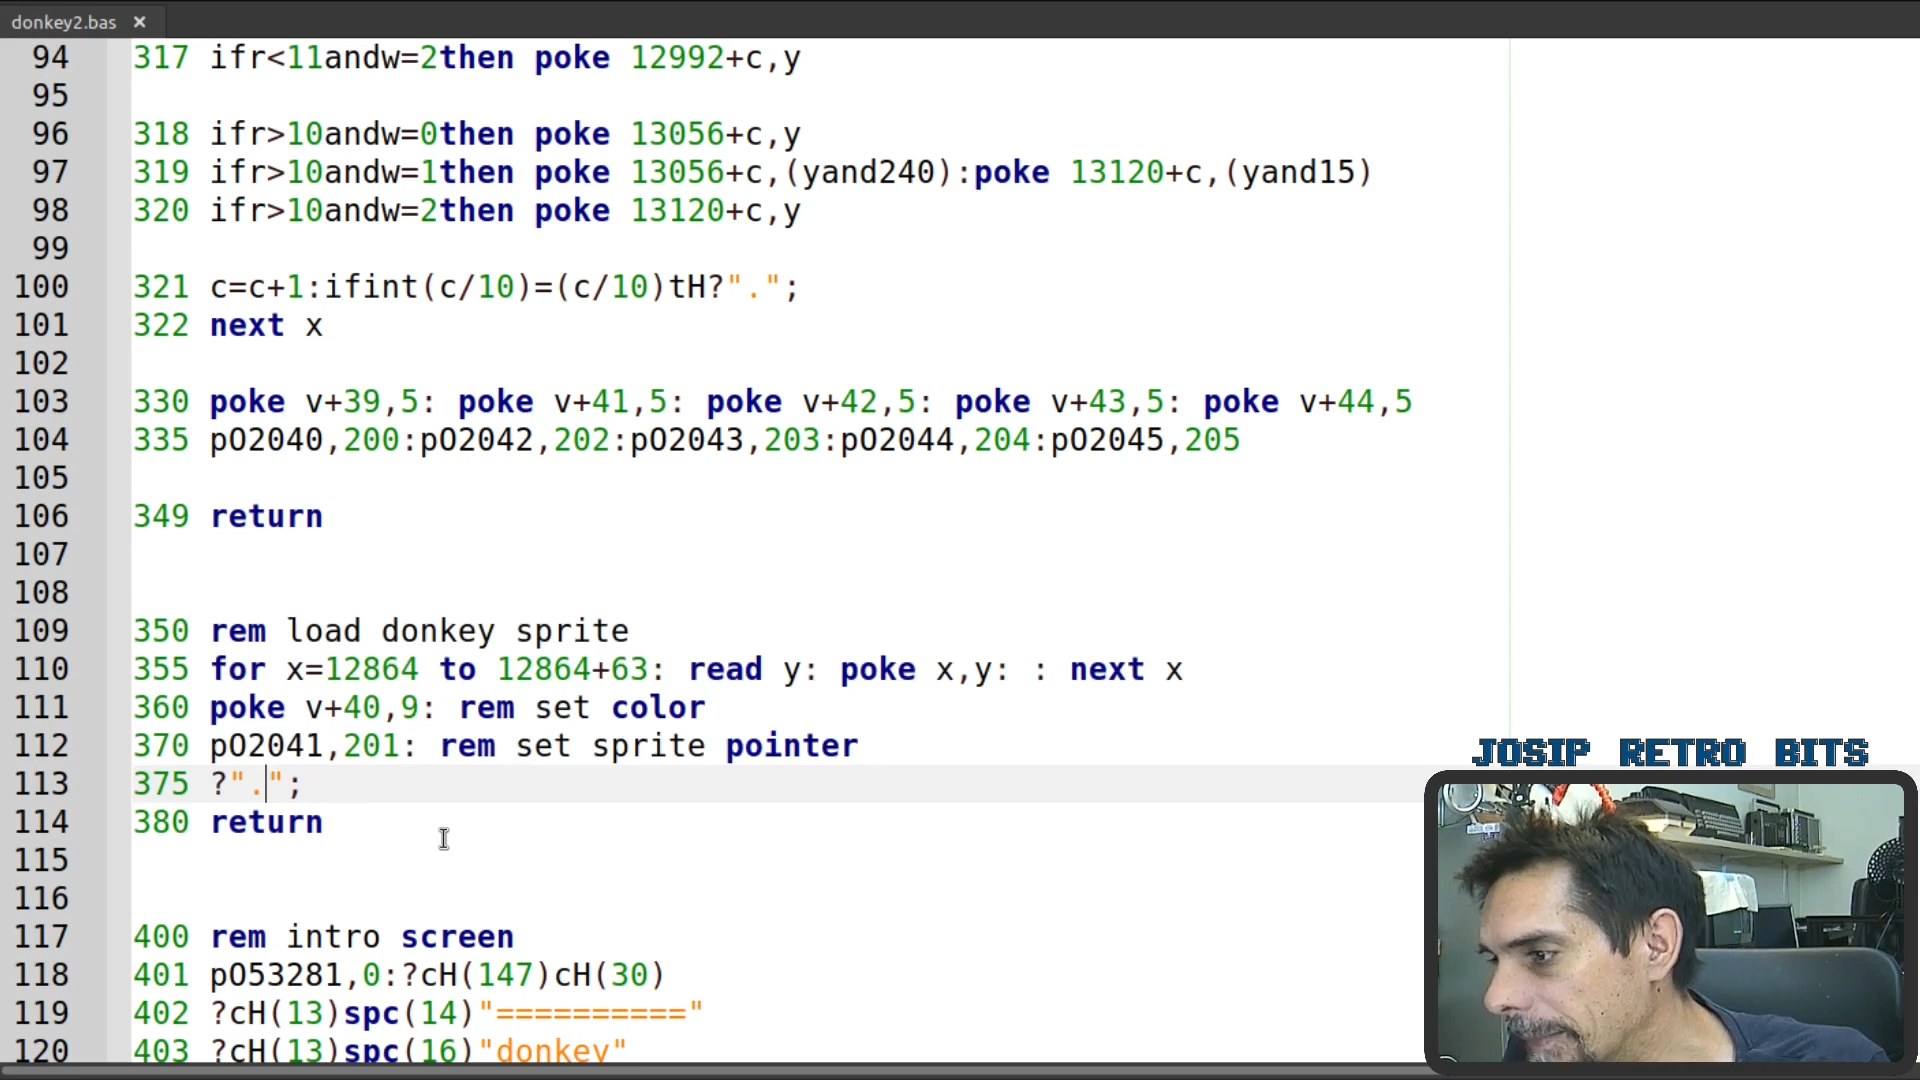 donkey2.bas ×
94 317 ifr<11andw=2then poke 12992+c,y
95
96 318 ifr>10andw=0then poke 13056+c,y
97 319 ifr>10andw=1then poke 13056+c,(yand240):poke 13120+c,(yand15)
98 320 ifr>10andw=2then poke 13120+c,y
99
100 321 c=c+1:ifint(c/10)=(c/10)tH?".";
101 322 next x
102
103 330 poke v+39,5: poke v+41,5: poke v+42,5: poke v+43,5: poke v+44,5
104 335 pO2040,200:pO2042,202:pO2043,203:pO2044,204:pO2045,205
105
106 349 return
107
108
109 350 rem load donkey sprite
110 355 for x=12864 to 12864+63: read y: poke x,y: : next x
111 360 poke v+40,9: rem set color
112 370 pO2041,201: rem set sprite pointer
113 375 ?".";
114 380 return
115
116
117 400 rem intro screen
118 401 pO53281,0:?cH(147)cH(30)
119 402 ?cH(13)spc(14)"=========="
120 403 ?cH(13)spc(16)"donkey"
JOSIP RETRO BITS